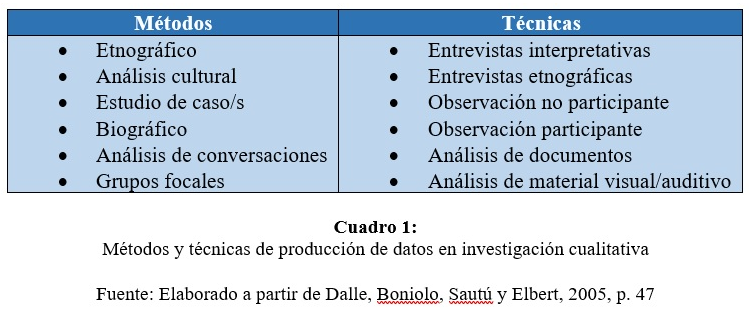 Métodos
Técnicas
• Etnográfico
• Análisis cultural
• Estudio de caso/s
• Biográfico
• Análisis de conversaciones
• Grupos focales
• Entrevistas interpretativas
• Entrevistas etnográficas
• Observación no participante
• Observación participante
• Análisis de documentos
• Análisis de material visual/auditivo
Cuadro 1:
Métodos y técnicas de producción de datos en investigación cualitativa
Fuente: Elaborado a partir de Dalle, Boniolo, Sautú y Elbert, 2005, p. 47